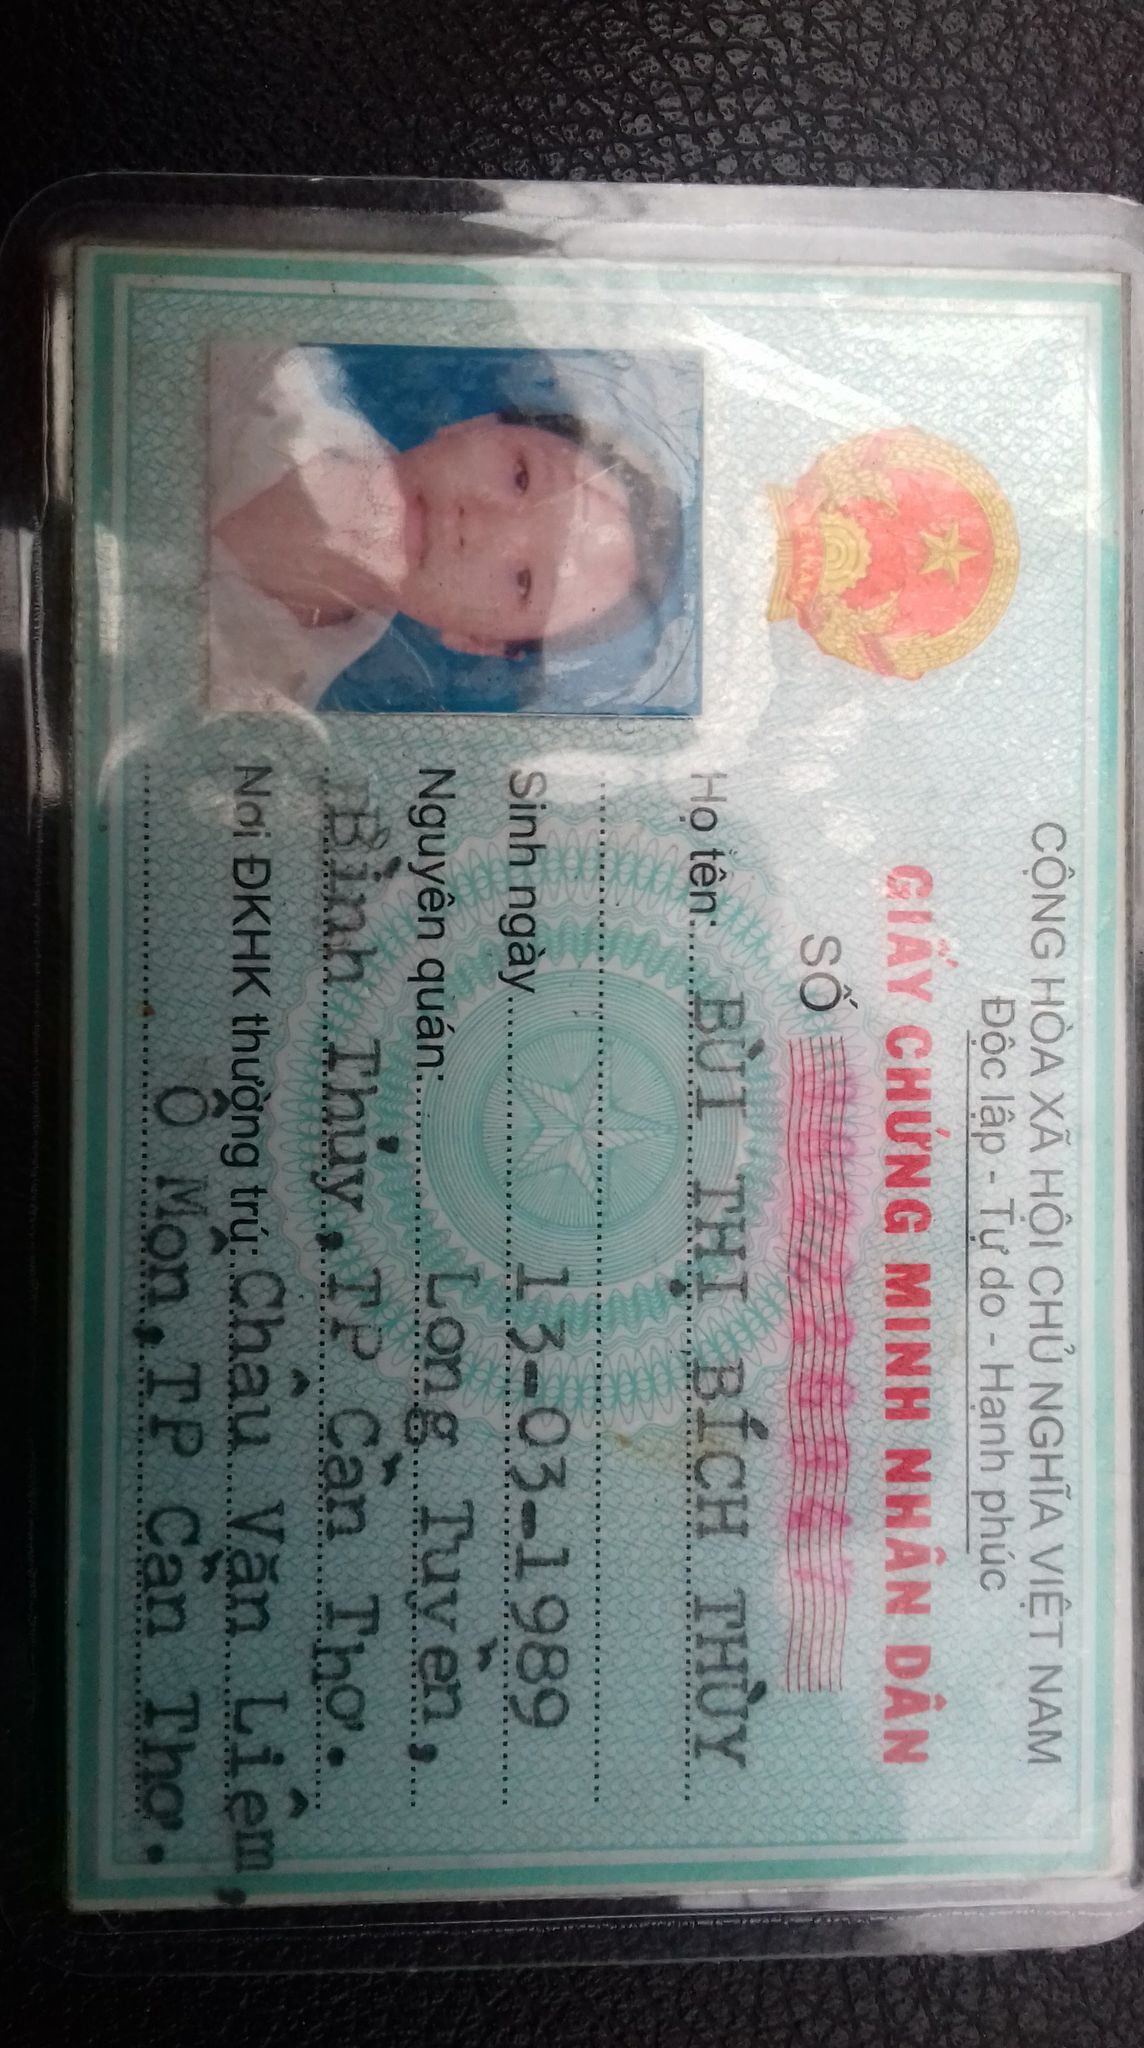 CỘNG HÒA XÃ HỘI CHỦ NGHĨA VIỆT NAM
Độc lập - Tự do - Hạnh phúc
GIẤY CHỨNG MINH NHÂN DÂN
SỐ
Họ tên: BÙI THỊ BÍCH THÙY
Sinh ngày 13-03-1989
Nguyên quán: Long Tuyền,
Bình Thủy, TP Cần Thơ.
Nơi ĐKHK thường trú: Châu Văn Liêm,
Ô Môn, TP Cần Thơ.